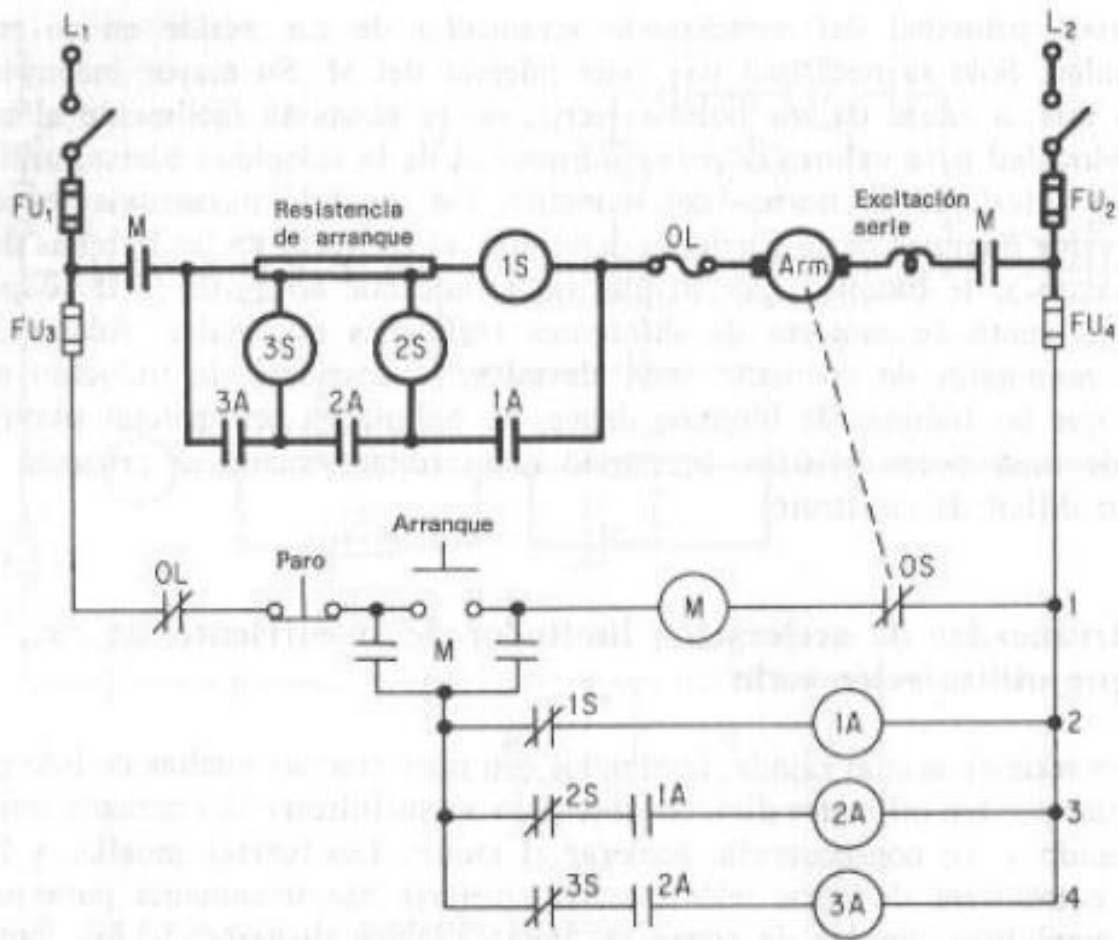 L₁
L₂
FU₁
M
Resistencia
de arranque
1S
OL
Arm
Excitación
serie
M
FU₂
FU₃
3S
2S
FU₄
3A
2A
1A
Arranque
Paro
OL
M
OS
1
M
1S
1A
2
2S
1A
2A
3
3S
2A
3A
4